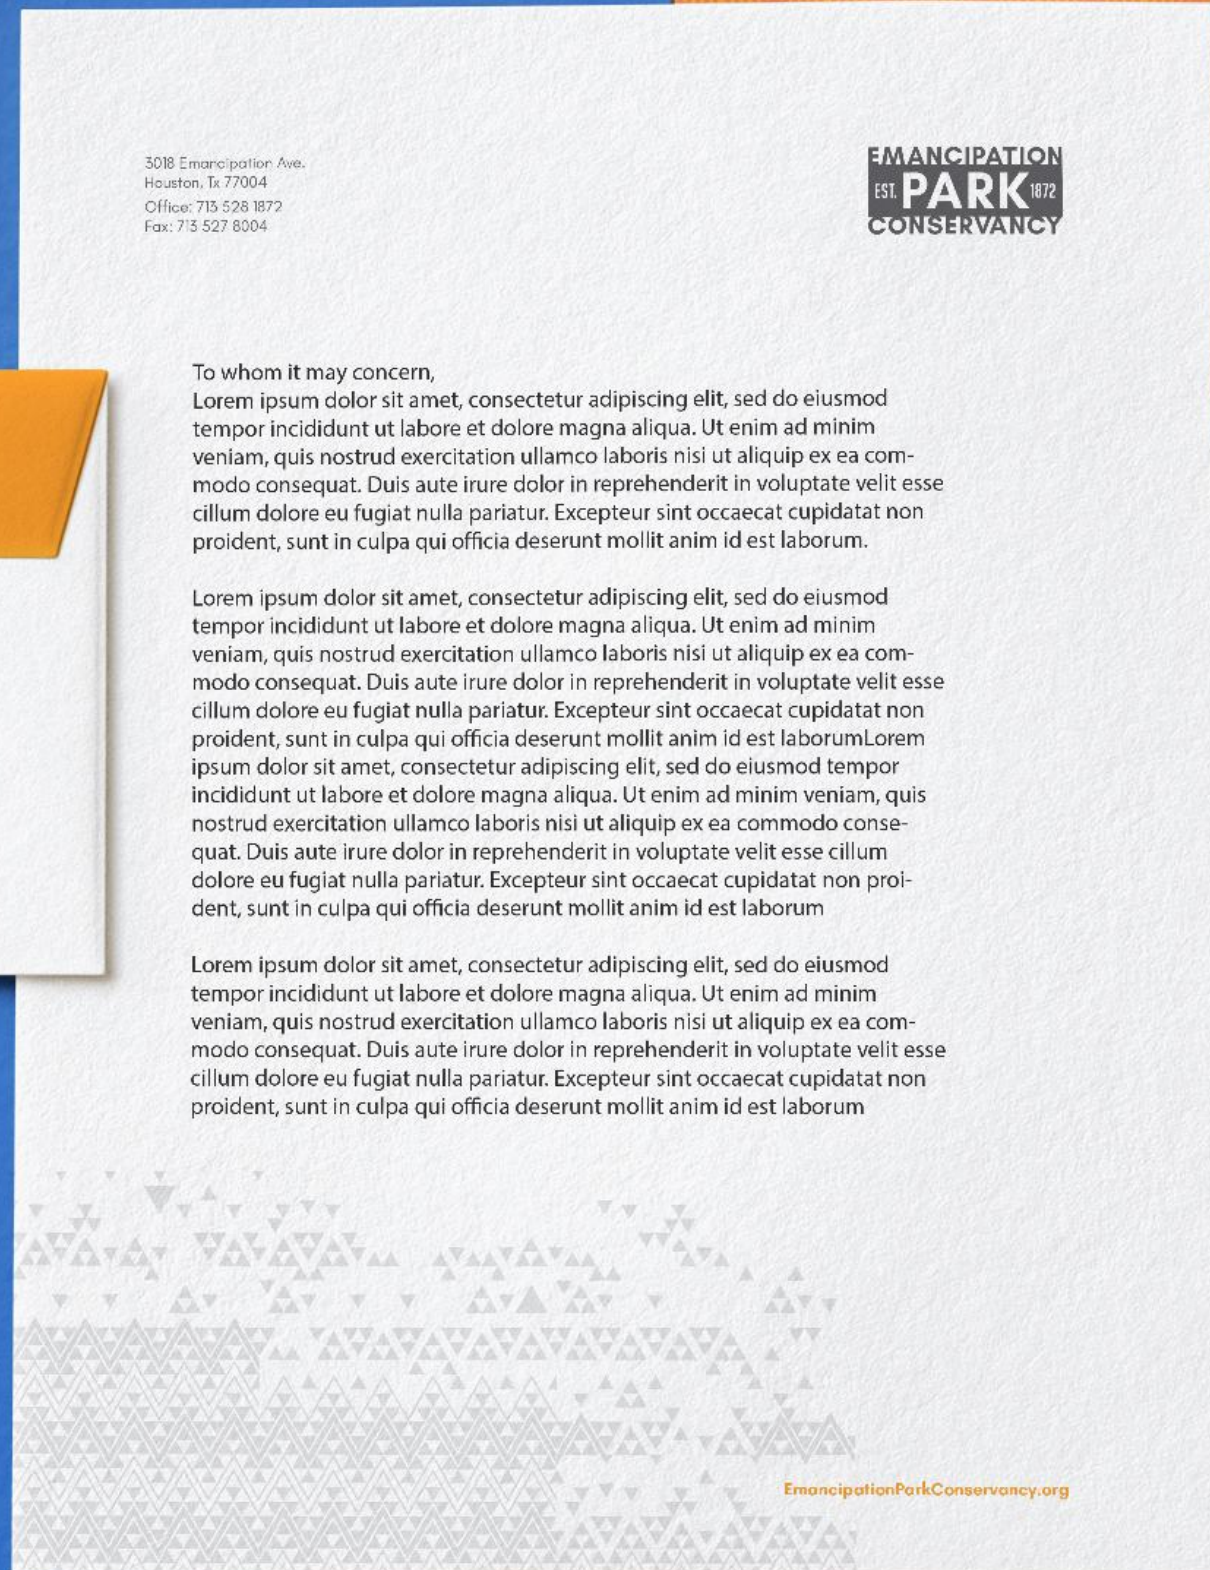 3018 Emancipation Ave.
Houston, Tx 77004
Office: 713 528 1872
Fax: 713 527 8004
EMANCIPATION
EST. PARK 1872
CONSERVANCY
To whom it may concern,
Lorem ipsum dolor sit amet, consectetur adipiscing elit, sed do eiusmod
tempor incididunt ut labore et dolore magna aliqua. Ut enim ad minim
veniam, quis nostrud exercitation ullamco laboris nisi ut aliquip ex ea com-
modo consequat. Duis aute irure dolor in reprehenderit in voluptate velit esse
cillum dolore eu fugiat nulla pariatur. Excepteur sint occaecat cupidatat non
proident, sunt in culpa qui officia deserunt mollit anim id est laborum.
Lorem ipsum dolor sit amet, consectetur adipiscing elit, sed do eiusmod
tempor incididunt ut labore et dolore magna aliqua. Ut enim ad minim
veniam, quis nostrud exercitation ullamco laboris nisi ut aliquip ex ea com-
modo consequat. Duis aute irure dolor in reprehenderit in voluptate velit esse
cillum dolore eu fugiat nulla pariatur. Excepteur sint occaecat cupidatat non
proident, sunt in culpa qui officia deserunt mollit anim id est laborumLorem
ipsum dolor sit amet, consectetur adipiscing elit, sed do eiusmod tempor
incididunt ut labore et dolore magna aliqua. Ut enim ad minim veniam, quis
nostrud exercitation ullamco laboris nisi ut aliquip ex ea commodo conse-
quat. Duis aute irure dolor in reprehenderit in voluptate velit esse cillum
dolore eu fugiat nulla pariatur. Excepteur sint occaecat cupidatat non proi-
dent, sunt in culpa qui officia deserunt mollit anim id est laborum
Lorem ipsum dolor sit amet, consectetur adipiscing elit, sed do eiusmod
tempor incididunt ut labore et dolore magna aliqua. Ut enim ad minim
veniam, quis nostrud exercitation ullamco laboris nisi ut aliquip ex ea com-
modo consequat. Duis aute irure dolor in reprehenderit in voluptate velit esse
cillum dolore eu fugiat nulla pariatur. Excepteur sint occaecat cupidatat non
proident, sunt in culpa qui officia deserunt mollit anim id est laborum
EmancipationParkConservancy.org